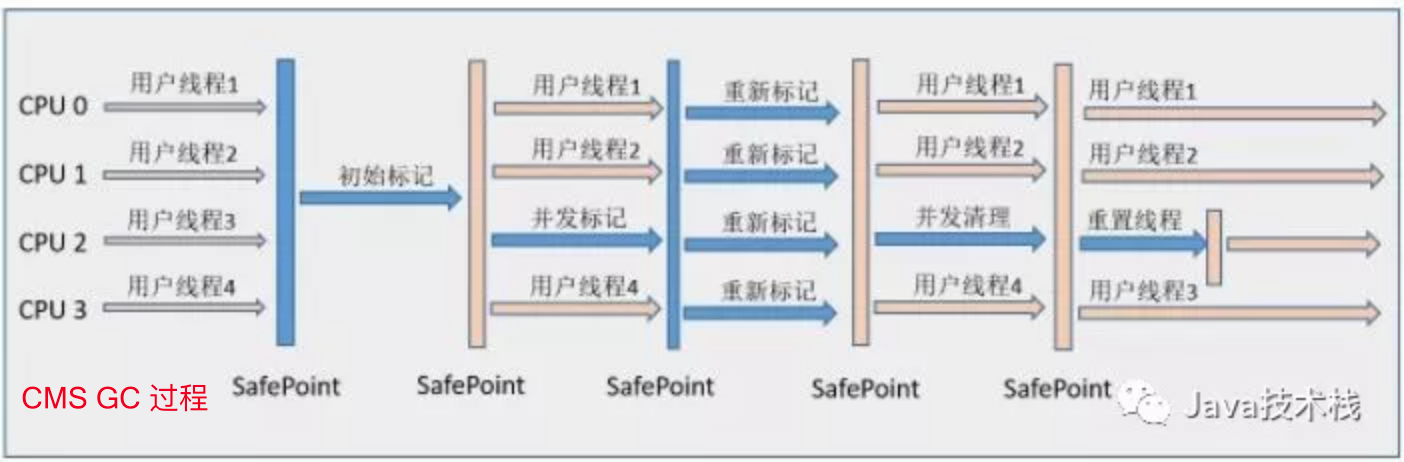 CPU 0
用户线程1
用户线程1
重新标记
用户线程1
用户线程1
CPU 1
用户线程2
初始标记
用户线程2
重新标记
用户线程2
用户线程2
CPU 2
用户线程3
并发标记
重新标记
并发清理
重置线程
CPU 3
用户线程4
用户线程4
重新标记
用户线程4
用户线程3
SafePoint
SafePoint
SafePoint
SafePoint
SafePoint
CMS GC 过程
Java技术栈